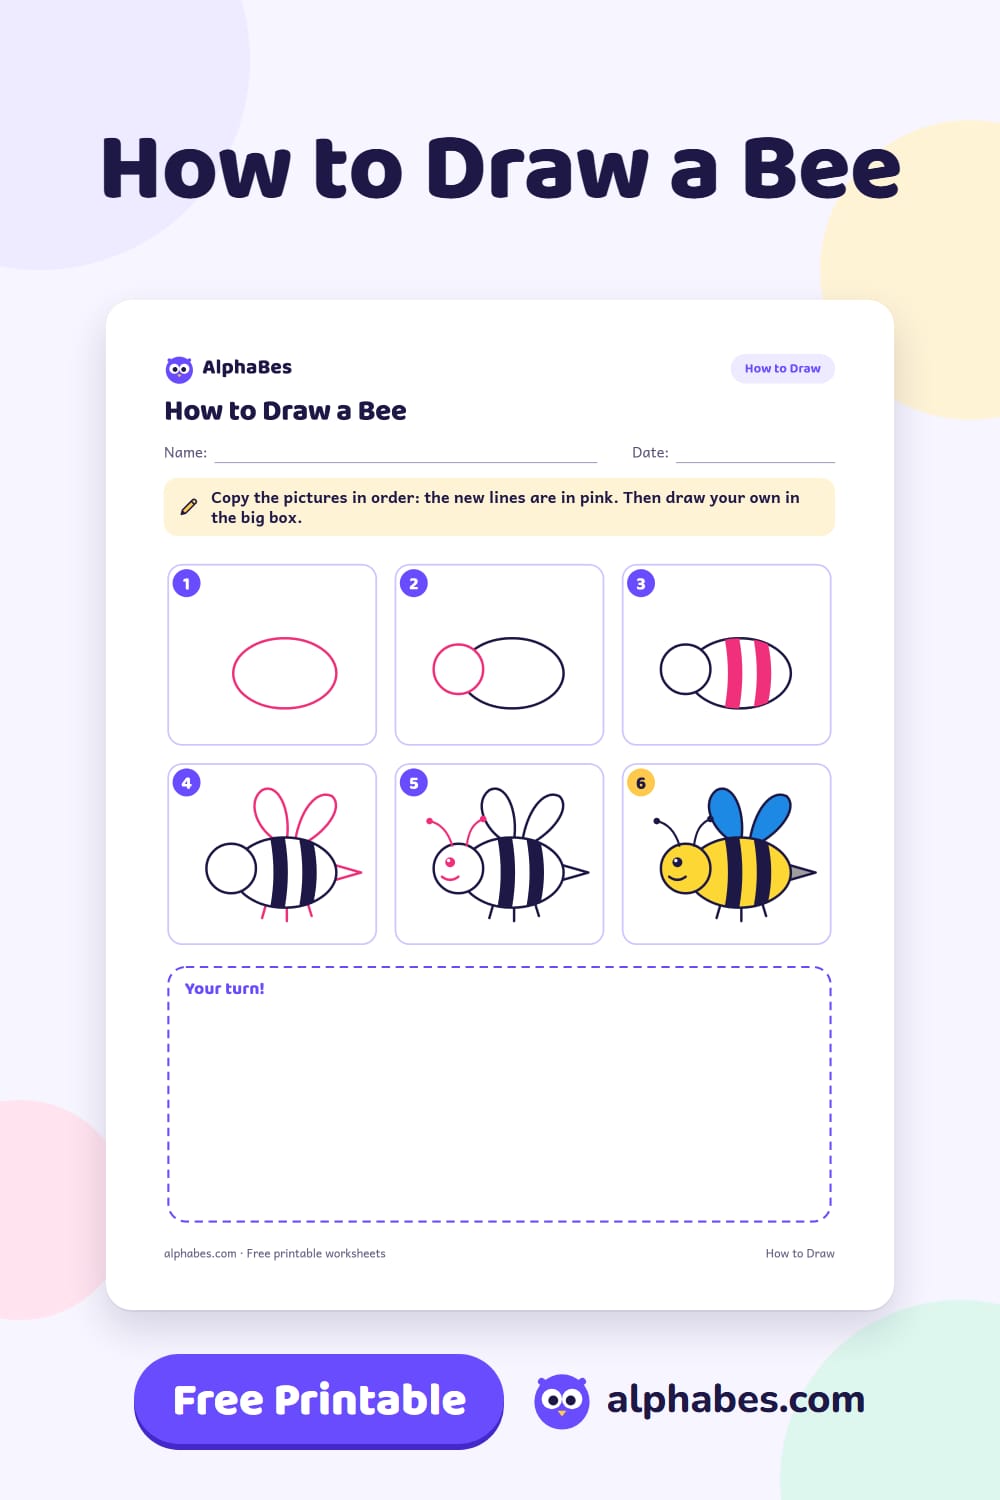 How to Draw a Bee
AlphaBes
How to Draw
How to Draw a Bee
Name:
Date:
Copy the pictures in order: the new lines are in pink. Then draw your own in
the big box.
1
2
3
4
5
6
Your turn!
alphabes.com · Free printable worksheets
How to Draw
Free Printable
alphabes.com